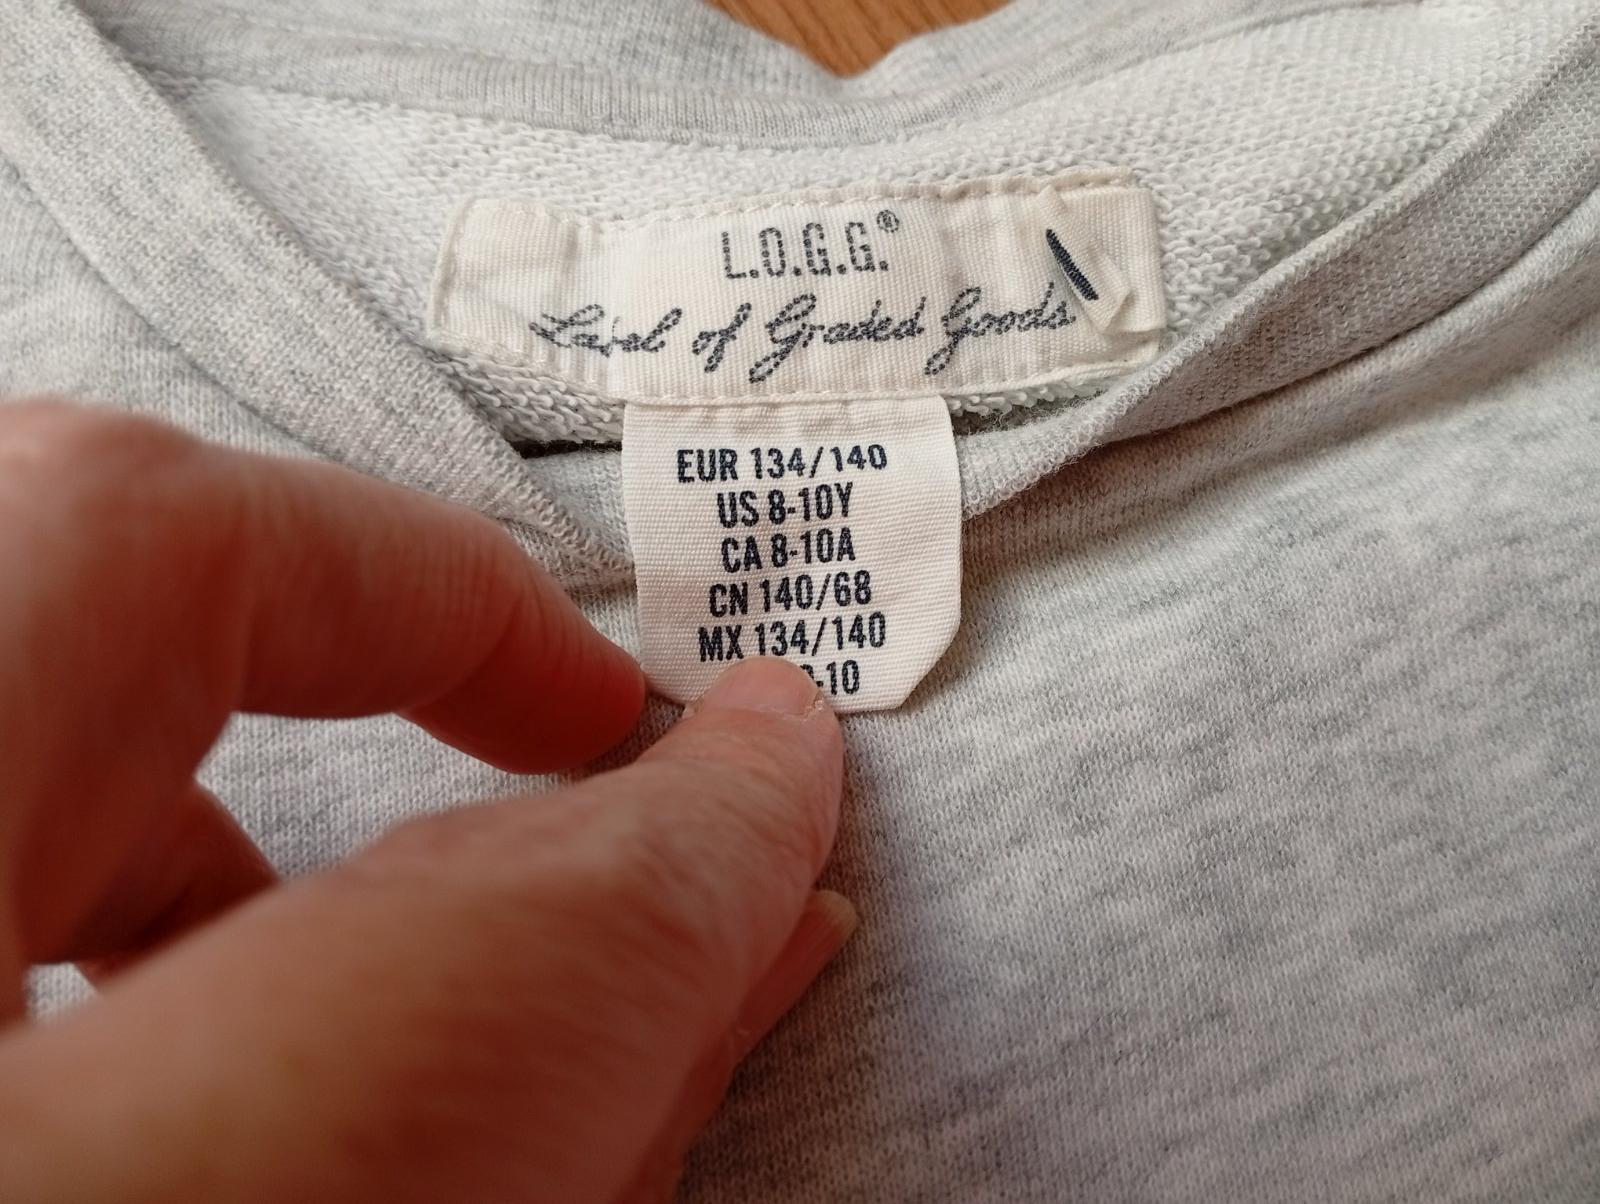 L.O.G.G.®
Label of Graded Goods
EUR 134/140
US 8-10Y
CA 8-10A
CN 140/68
MX 134/140
-10